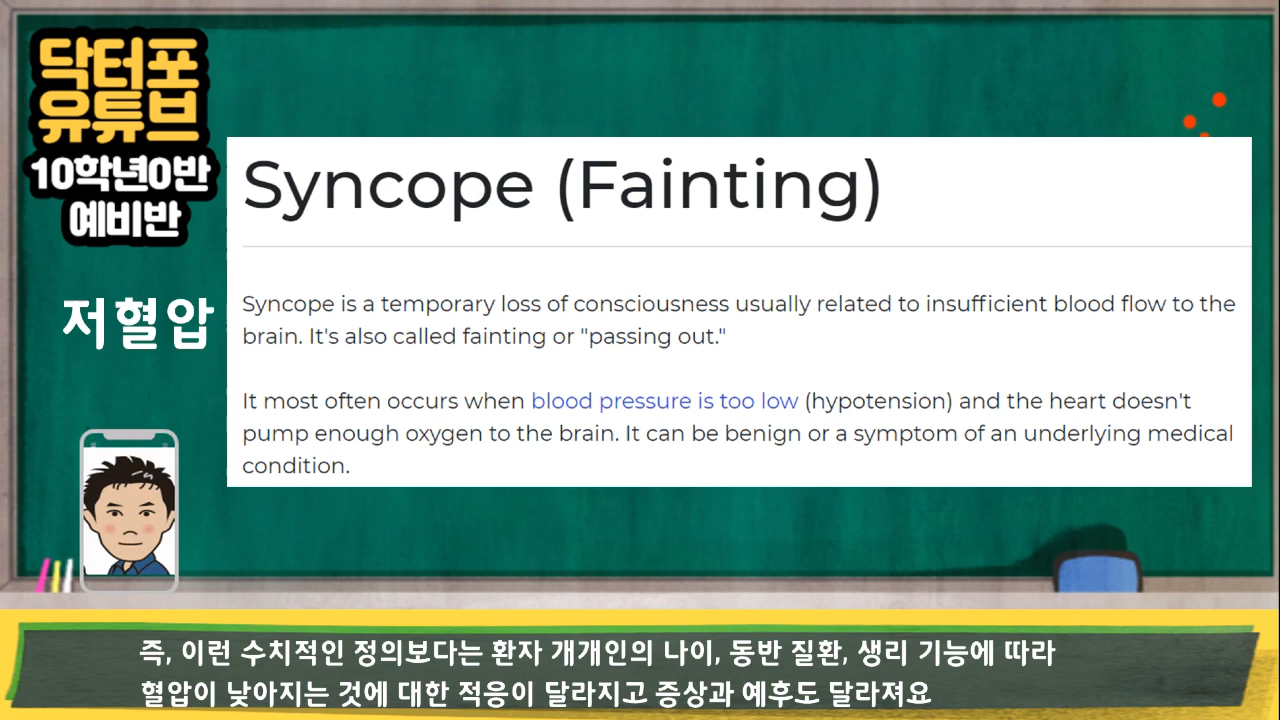 닥터포
유튜브
10학년0반
예비반
저혈압
Syncope (Fainting)
Syncope is a temporary loss of consciousness usually related to insufficient blood flow to the
brain. It's also called fainting or "passing out."
It most often occurs when blood pressure is too low (hypotension) and the heart doesn't
pump enough oxygen to the brain. It can be benign or a symptom of an underlying medical
condition.
즉, 이런 수치적인 정의보다는 환자 개개인의 나이, 동반 질환, 생리 기능에 따라
혈압이 낮아지는 것에 대한 적응이 달라지고 증상과 예후도 달라져요